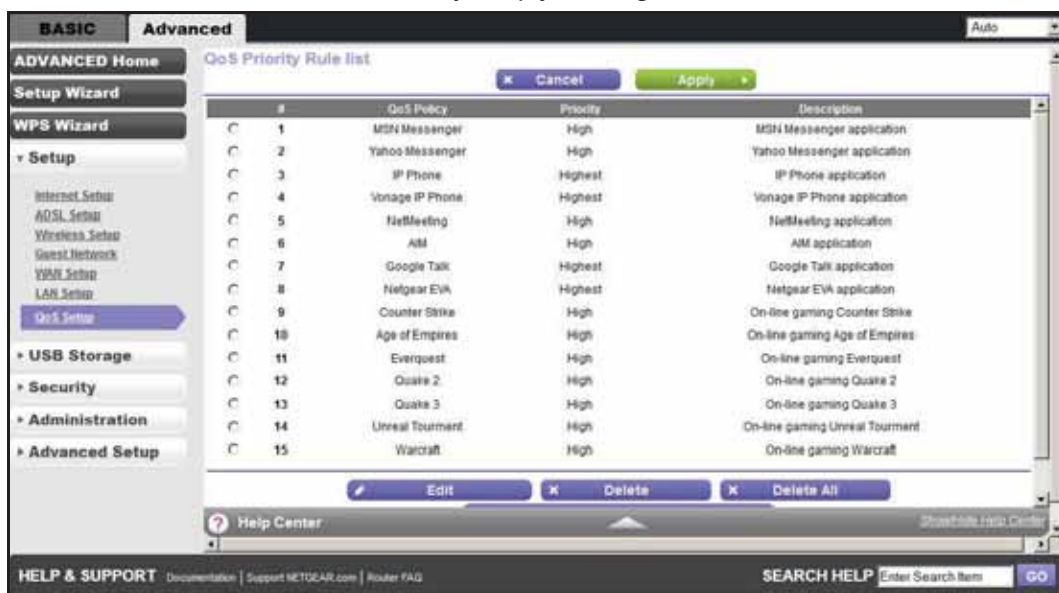 BASIC Advanced Auto
ADVANCED Home
Setup Wizard
WPS Wizard
Setup
Internet Setup
ADSL Setup
Wireless Setup
Guest Network
WAN Setup
LAN Setup
QoS Setup
USB Storage
Security
Administration
Advanced Setup
QoS Priority Rule list
Cancel Apply
# QoS Policy Priority Description
1 MSN Messenger High MSN Messenger application
2 Yahoo Messenger High Yahoo Messenger application
3 IP Phone Highest IP Phone application
4 Vonage IP Phone Highest Vonage IP Phone application
5 NetMeeting High NetMeeting application
6 AIM High AIM application
7 Google Talk Highest Google Talk application
8 Netgear EVA Highest Netgear EVA application
9 Counter Strike High On-line gaming Counter Strike
10 Age of Empires High On-line gaming Age of Empires
11 Everquest High On-line gaming Everquest
12 Quake 2 High On-line gaming Quake 2
13 Quake 3 High On-line gaming Quake 3
14 Unreal Tourment High On-line gaming Unreal Tourment
15 Warcraft High On-line gaming Warcraft
Edit Delete Delete All
Help Center Show/Hide Help Center
HELP & SUPPORT Documentation | Support NETGEAR.com | Router FAQ SEARCH HELP Enter Search Item GO